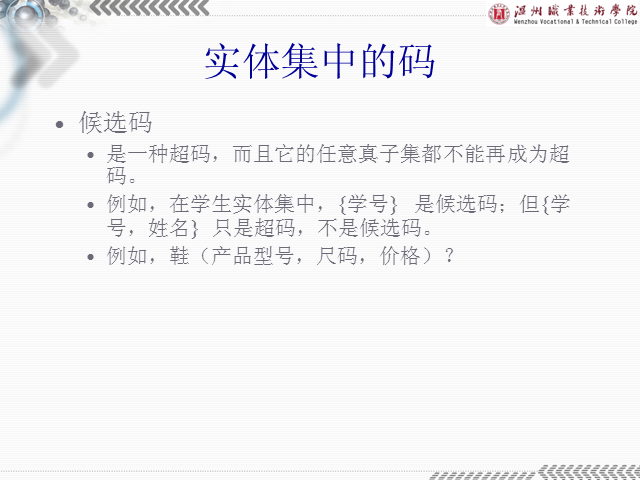 温州職業技術學院
Wenzhou Vocational & Technical College
实体集中的码
• 候选码
• 是一种超码，而且它的任意真子集都不能再成为超
码。
• 例如，在学生实体集中，{学号} 是候选码；但{学
号，姓名} 只是超码，不是候选码。
• 例如，鞋（产品型号，尺码，价格）？